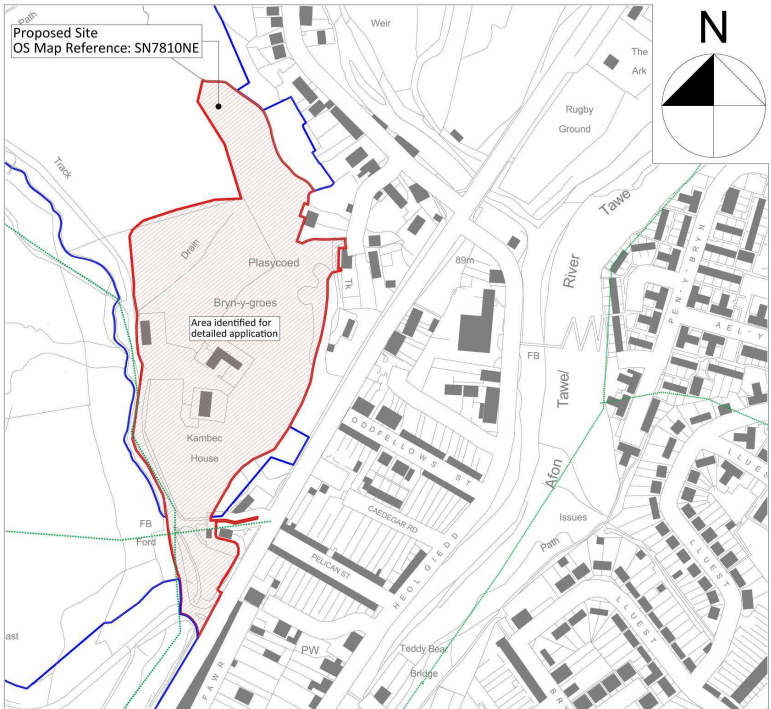 Path
Proposed Site
OS Map Reference: SN7810NE
N
Weir
The
Ark
Rugby
Ground
Track
Tawe
River
Drain
Plasycoed
89m
Tk
Bryn-y-groes
PEN-Y-BRYN
AEL-Y
Area identified for
detailed application
FB
Tawe/
Kambec
House
ODDFELLOWS ST
LLUES
Afon
CAEDEGAR RD
FB
Ford
Issues
Path
PELICAN ST
HEOL GIEDD
LLUEST
LLUEST
ast
PW
Teddy Bear
Bridge
FAWR
BRY